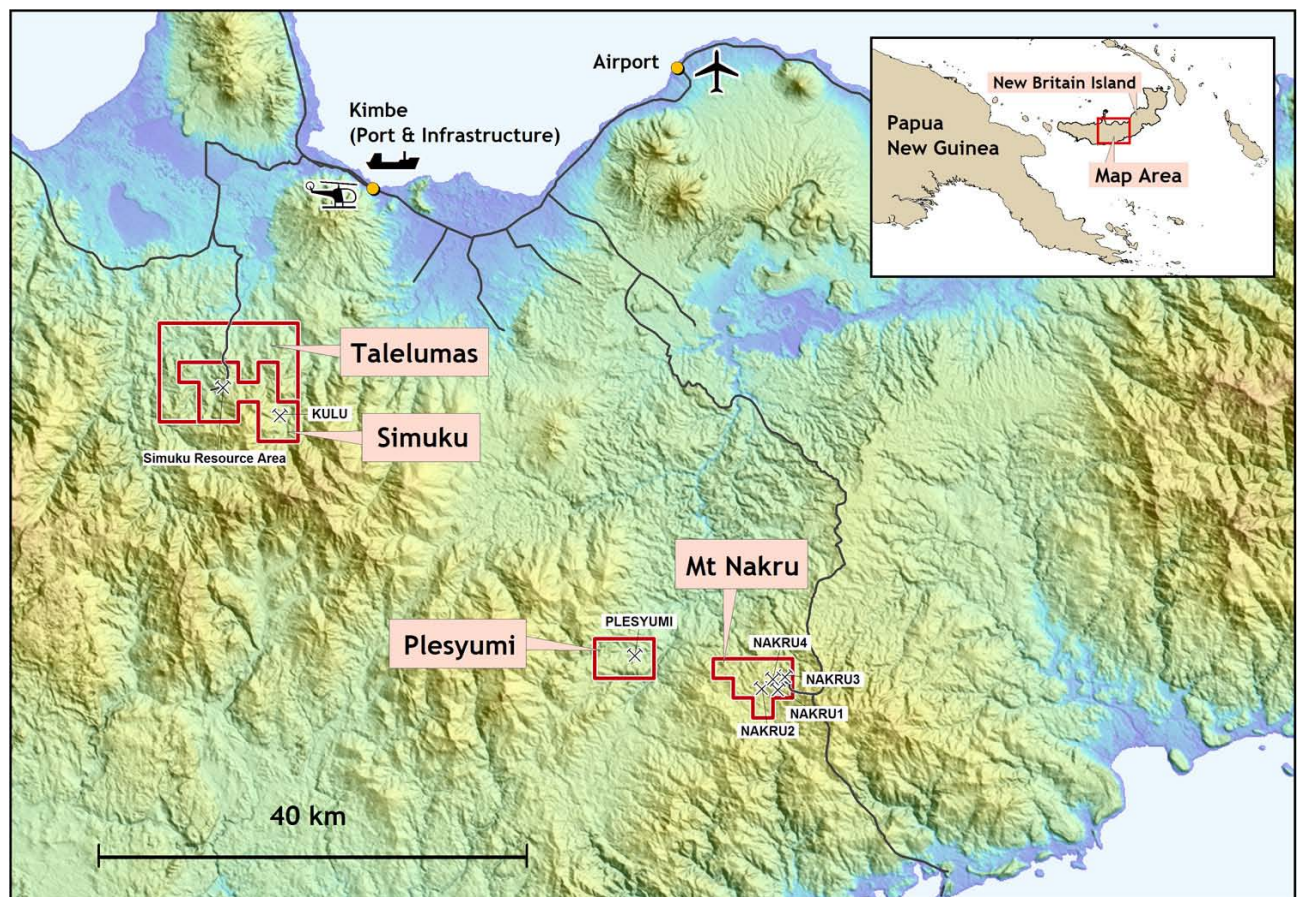 Airport
Kimbe
(Port & Infrastructure)
New Britain Island
Papua
New Guinea
Map Area
Talelumas
KULU
Simuku
Simuku Resource Area
Mt Nakru
PLESYUMI
Plesyumi
NAKRU4
NAKRU3
NAKRU1
NAKRU2
40 km